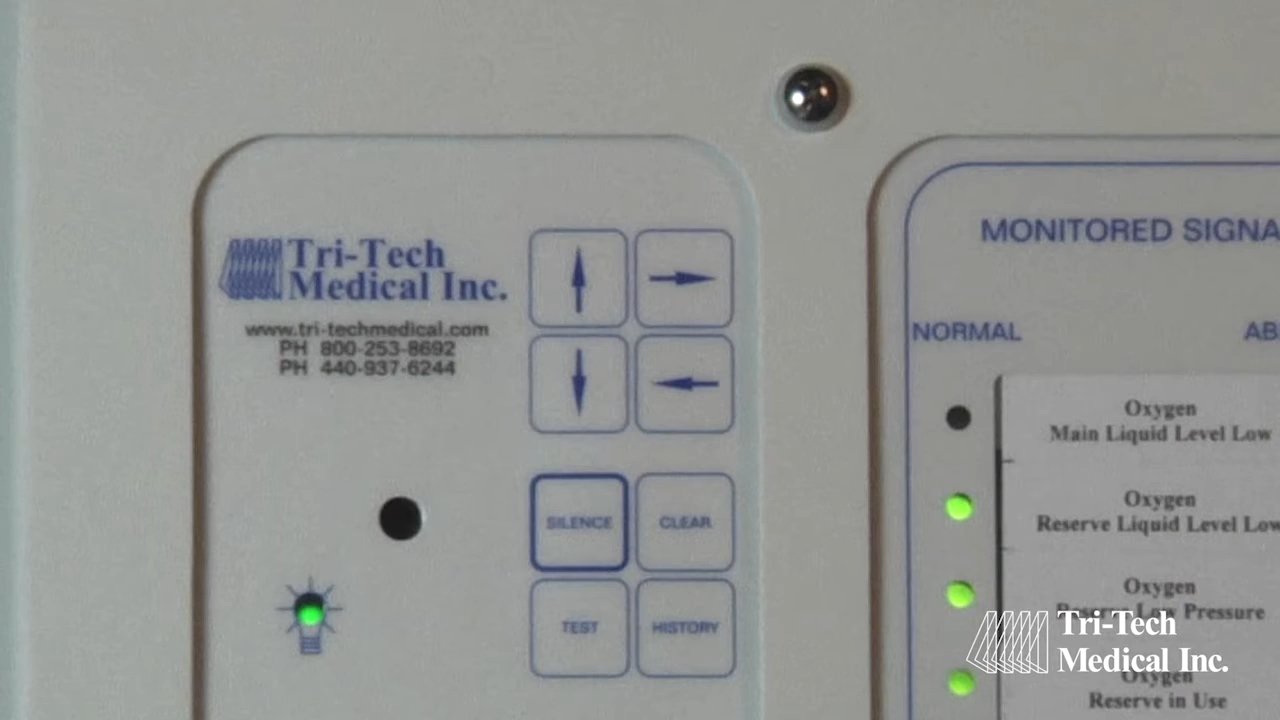 Tri-Tech
Medical Inc.
www.tri-techmedical.com
PH 800-253-8692
PH 440-937-6244
SILENCE
CLEAR
TEST
HISTORY
MONITORED SIGNA
NORMAL
AB
Oxygen
Main Liquid Level Low
Oxygen
Reserve Liquid Level Low
Oxygen
Reserve Low Pressure
Oxygen
Reserve in Use
Tri-Tech
Medical Inc.